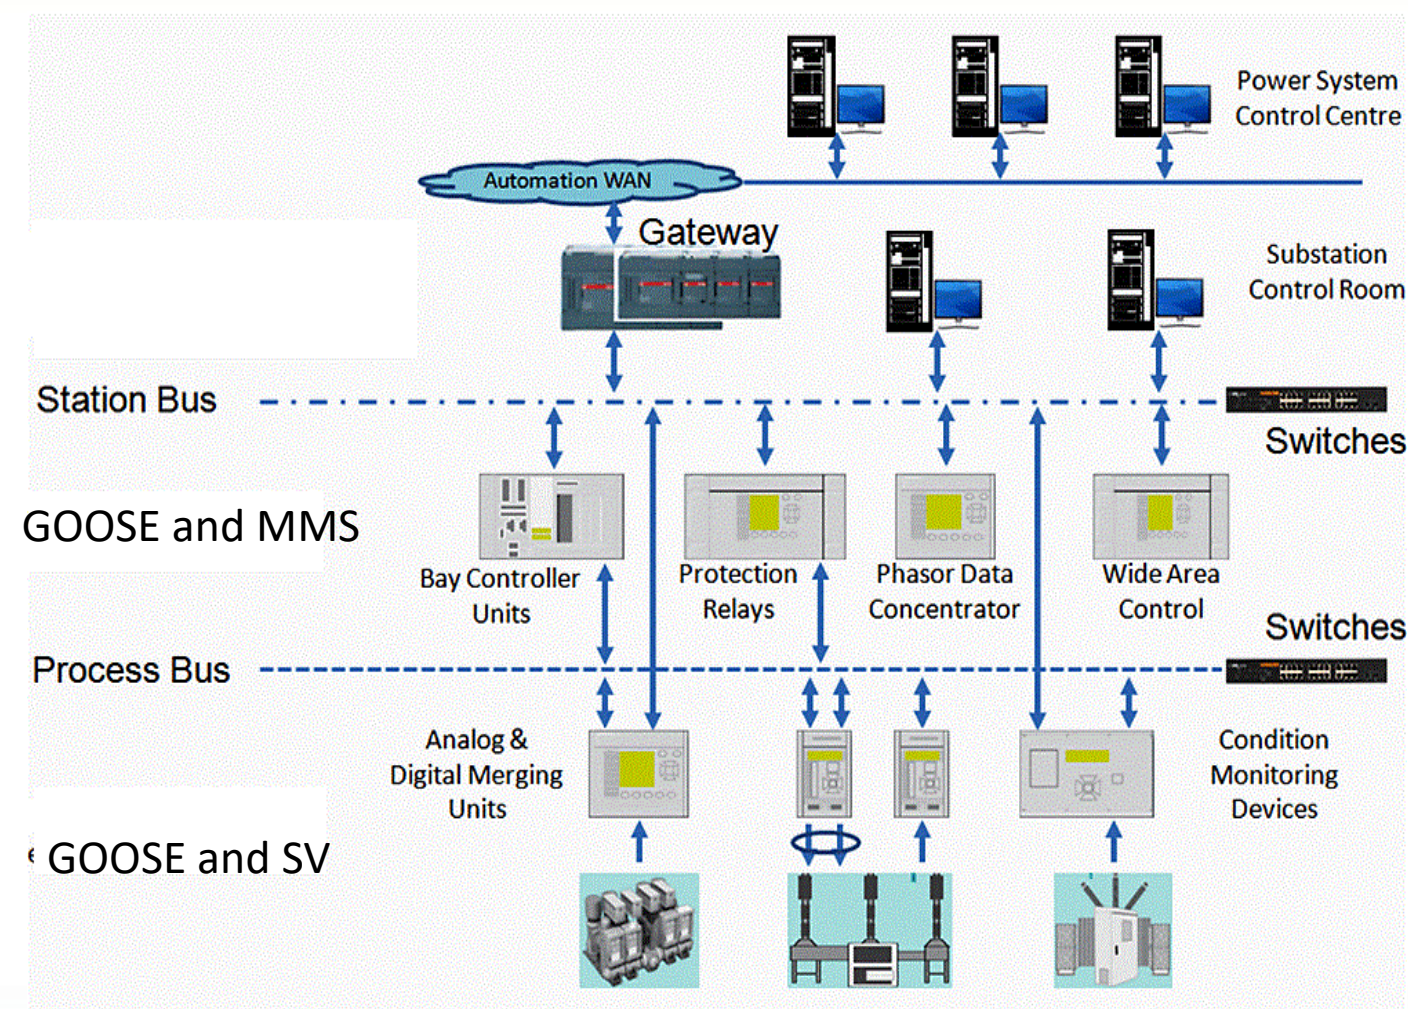 Power System
Control Centre
Automation WAN
Gateway
Substation
Control Room
Station Bus
Switches
GOOSE and MMS
Bay Controller
Units
Protection
Relays
Phasor Data
Concentrator
Wide Area
Control
Switches
Process Bus
Analog &
Digital Merging
Units
Condition
Monitoring
Devices
GOOSE and SV